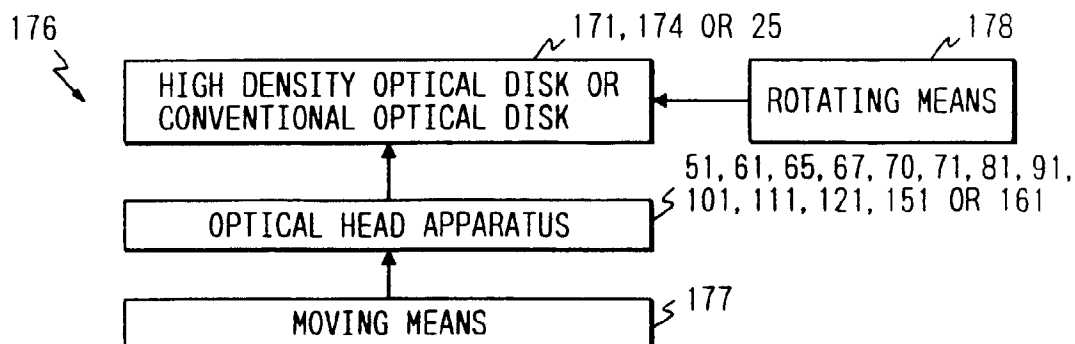 176
171, 174 OR 25
178
HIGH DENSITY OPTICAL DISK OR
CONVENTIONAL OPTICAL DISK
ROTATING MEANS
51, 61, 65, 67, 70, 71, 81, 91,
101, 111, 121, 151 OR 161
OPTICAL HEAD APPARATUS
177
MOVING MEANS